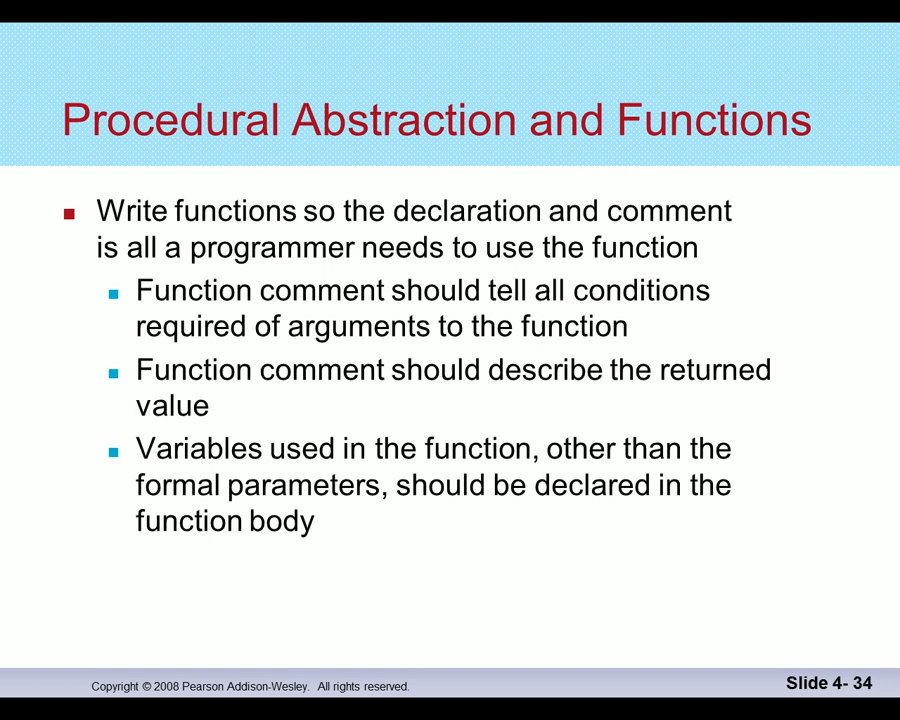 Procedural Abstraction and Functions
Write functions so the declaration and comment
is all a programmer needs to use the function
Function comment should tell all conditions
required of arguments to the function
Function comment should describe the returned
value
Variables used in the function, other than the
formal parameters, should be declared in the
function body
Copyright © 2008 Pearson Addison-Wesley. All rights reserved.
Slide 4- 34